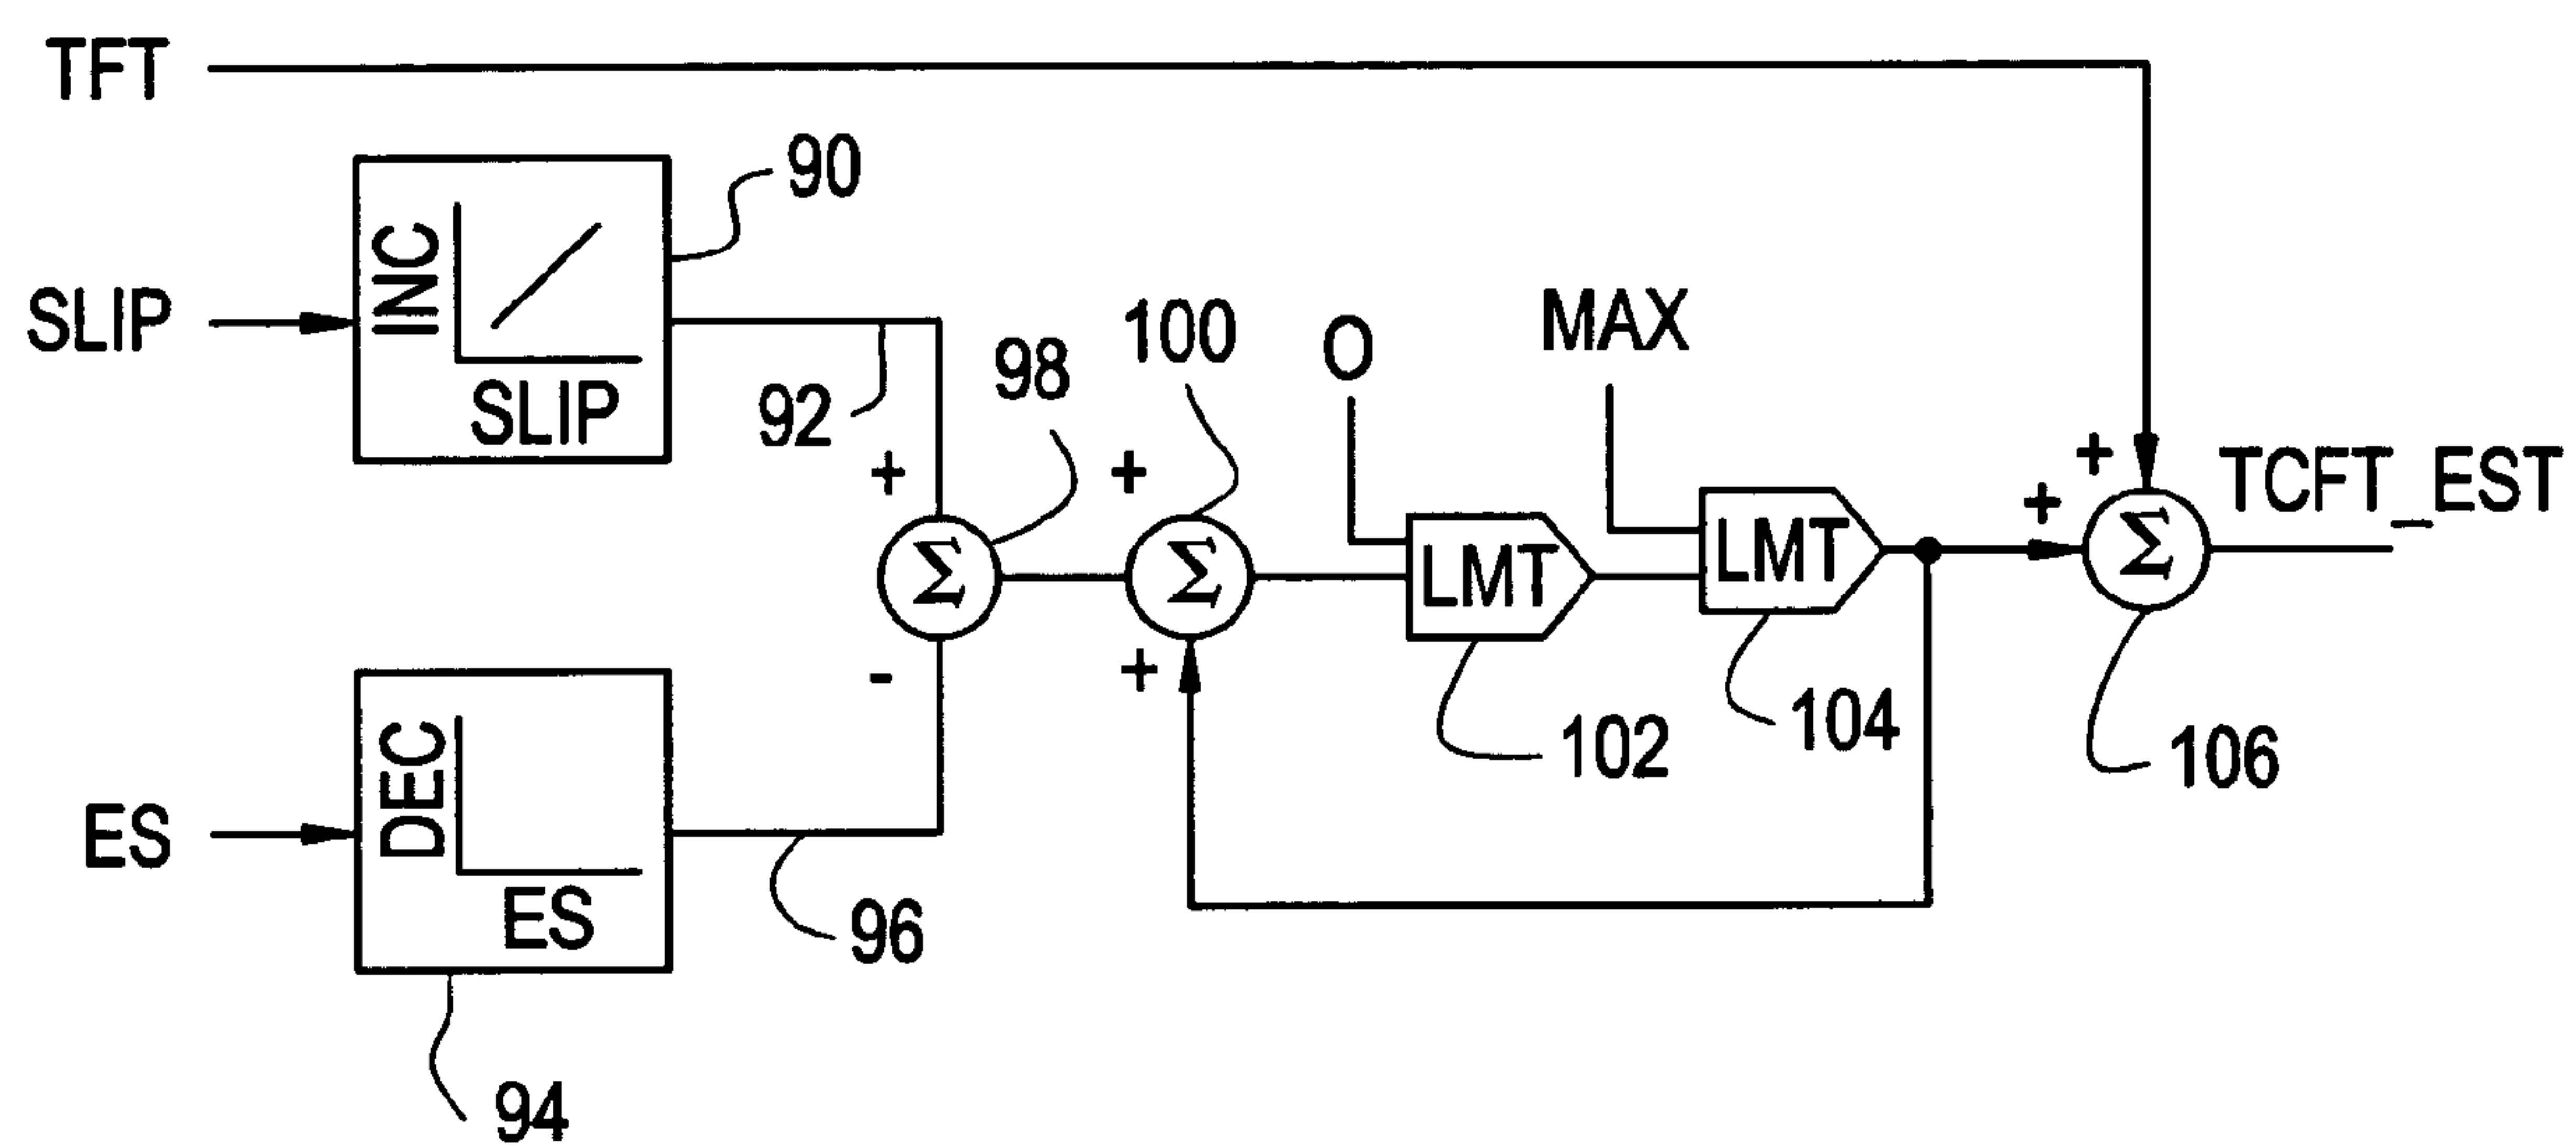 TFT
90
INC
SLIP
SLIP
92
+
98
100
+
O
MAX
+
+
TCFT_EST
Σ
Σ
LMT
LMT
Σ
-
+
102
104
106
ES
DEC
ES
96
94